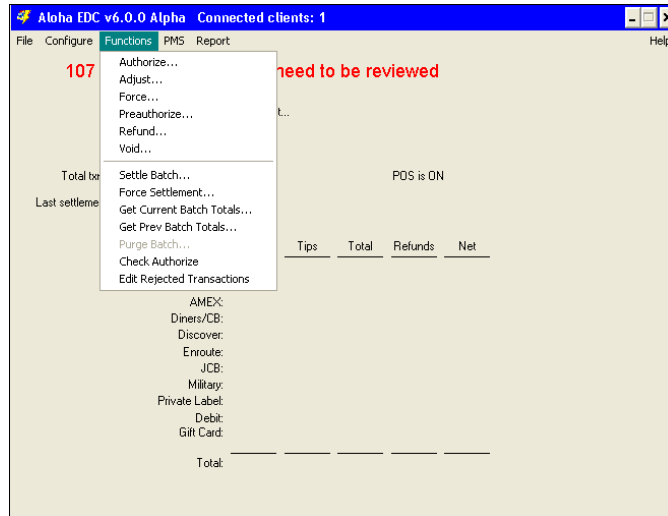 Aloha EDC v6.0.0 Alpha Connected clients: 1
File Configure Functions PMS Report Help
107 need to be reviewed
Authorize...
Adjust...
Force...
Preauthorize...
Refund...
Void...
Settle Batch...
Force Settlement...
Get Current Batch Totals...
Get Prev Batch Totals...
Purge Batch...
Check Authorize
Edit Rejected Transactions
t...
Total POS is ON
Last
Tips Total Refunds Net
AMEX:
Diners/CB:
Discover:
Enroute:
JCB:
Military:
Private Label:
Debit:
Gift Card:
Total: